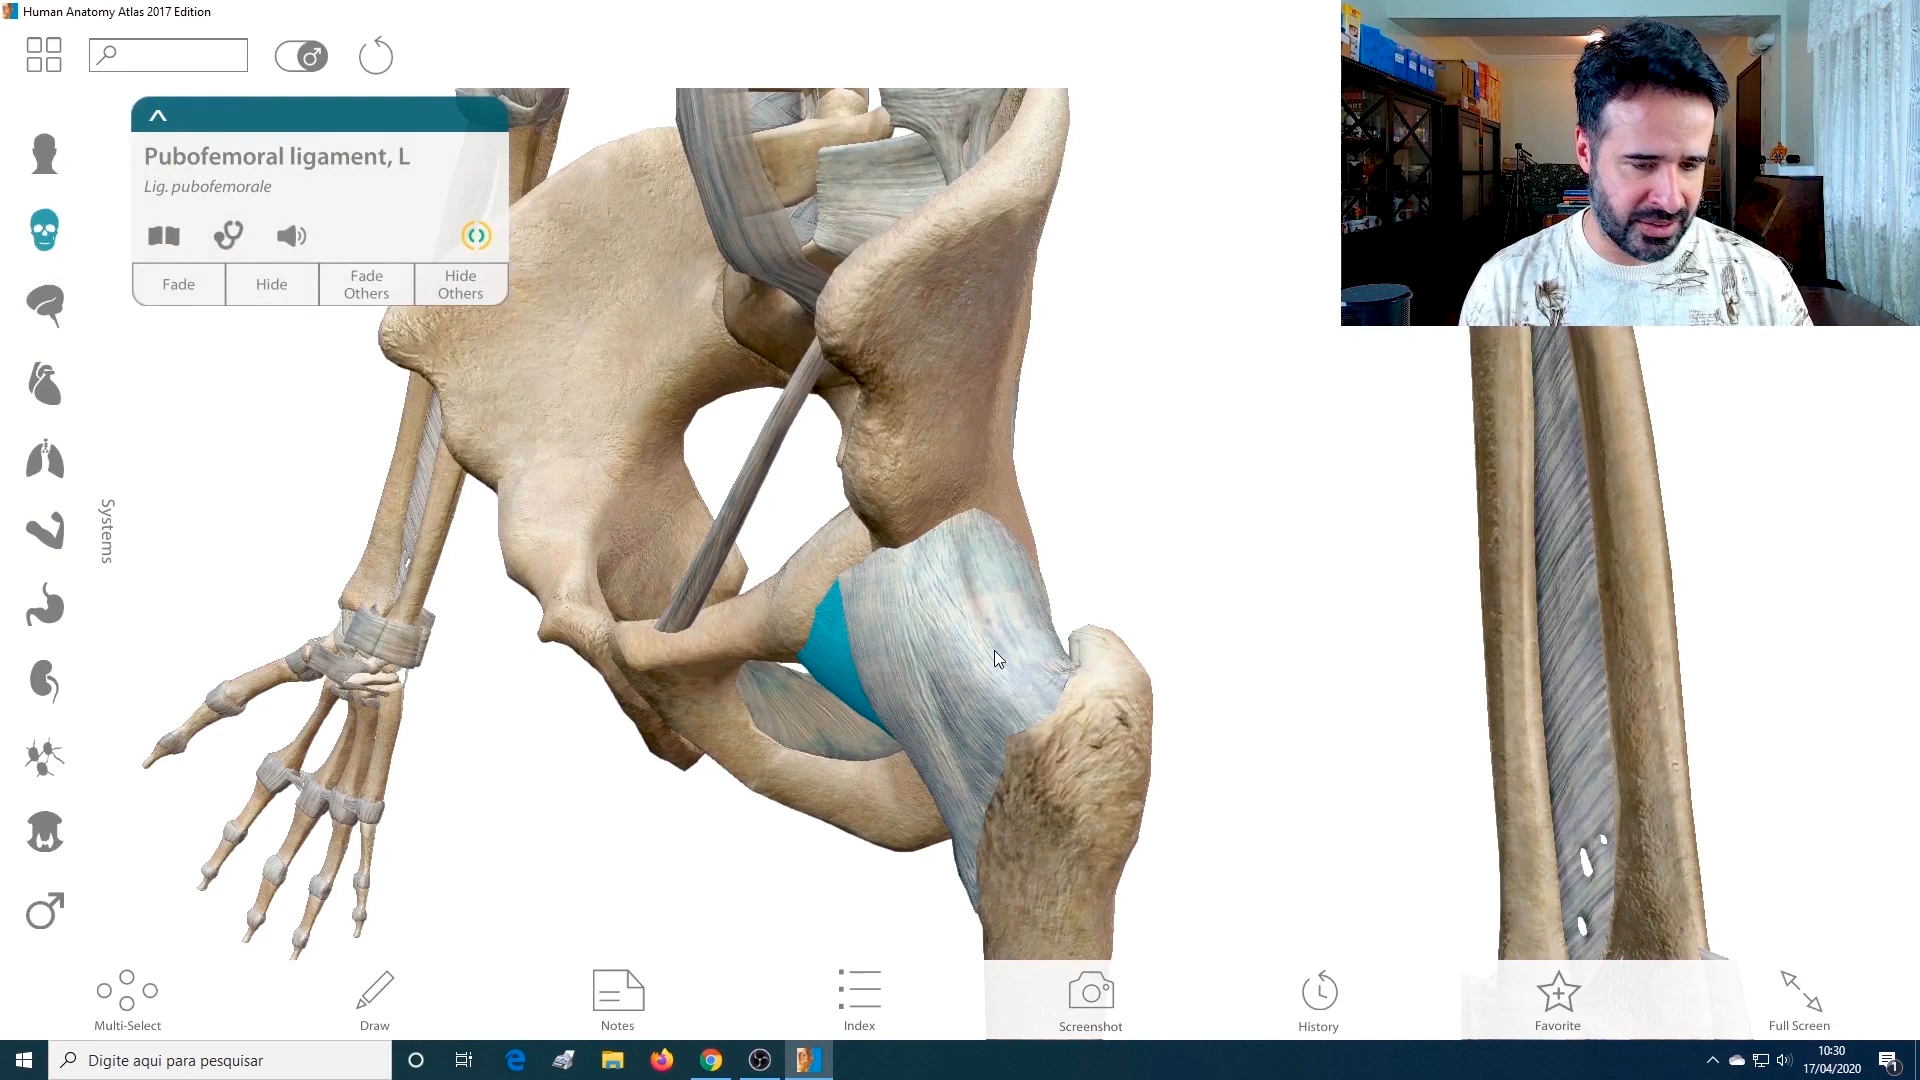 Human Anatomy Atlas 2017 Edition
Pubofemoral ligament, L
Lig. pubofemorale
Fade
Hide
Fade
Others
Hide
Others
Systems
Multi-Select
Draw
Notes
Index
Screenshot
History
Favorite
Full Screen
Digite aqui para pesquisar
10:30
17/04/2020
1